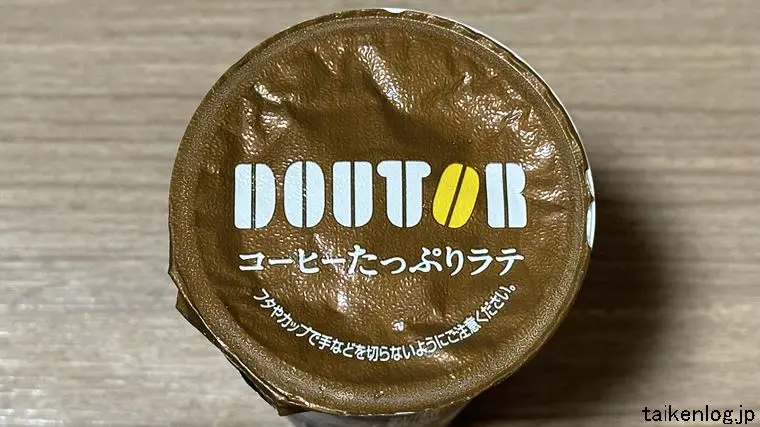 DOUTOR
コーヒーたっぷりラテ
フタやカップで手などを切らないようにご注意ください。
taikenlog.jp